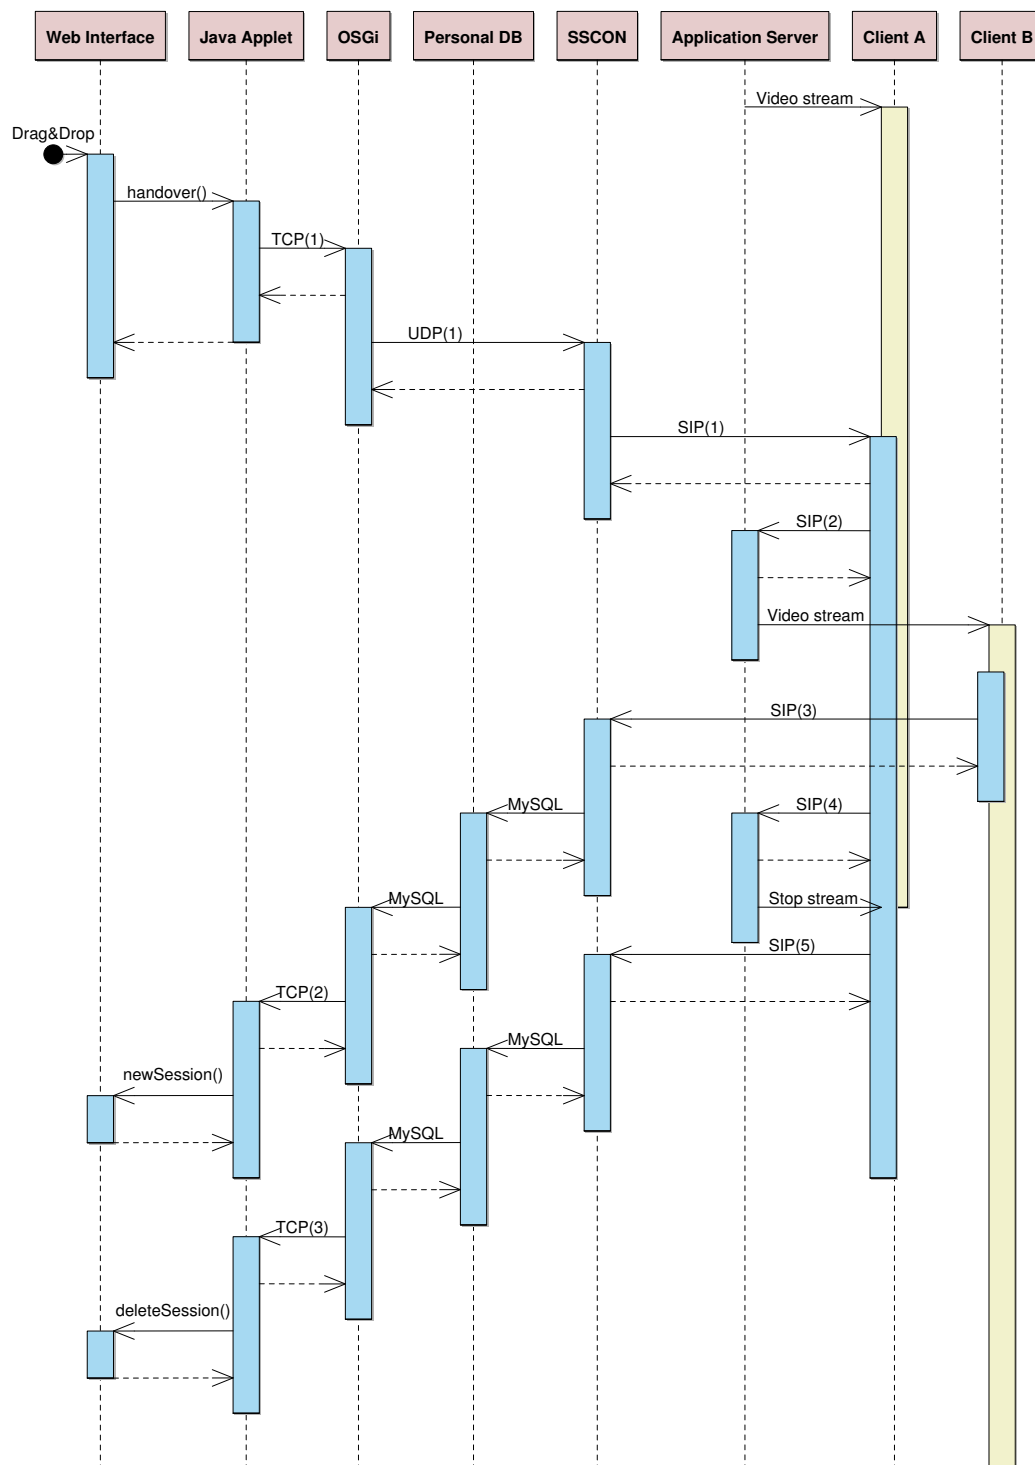 Web Interface
Java Applet
OSGi
Personal DB
SSCON
Application Server
Client A
Client B
Video stream
Drag&Drop
handover()
TCP(1)
UDP(1)
SIP(1)
SIP(2)
Video stream
SIP(3)
MySQL
SIP(4)
MySQL
Stop stream
SIP(5)
TCP(2)
MySQL
newSession()
MySQL
TCP(3)
deleteSession()